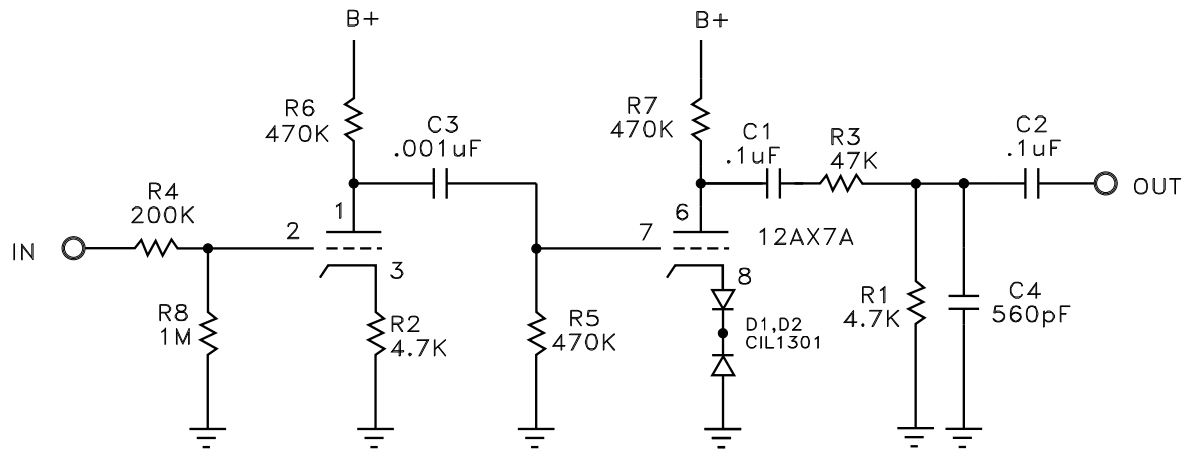 B+
B+
R6
470K
R7
470K
C3
.001uF
C1
.1uF
R3
47K
C2
.1uF
OUT
R4
200K
1
2
3
6
7
8
12AX7A
IN
R8
1M
R2
4.7K
R5
470K
D1,D2
CIL1301
R1
4.7K
C4
560pF